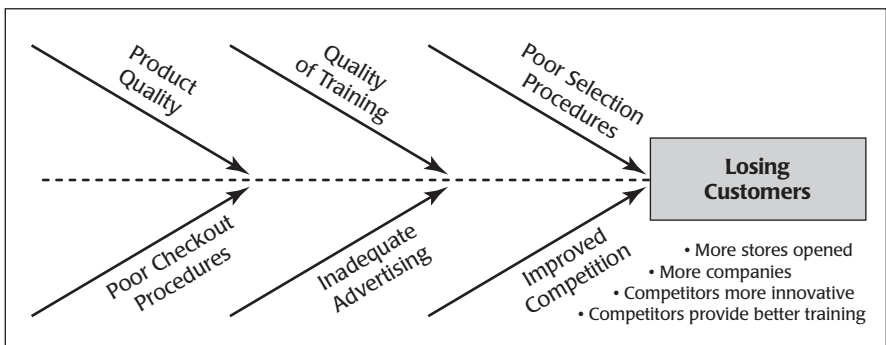 Product
Quality
Quality
of Training
Poor Selection
Procedures
Losing
Customers
Poor Checkout
Procedures
Inadequate
Advertising
Improved
Competition
• More stores opened
• More companies
• Competitors more innovative
• Competitors provide better training